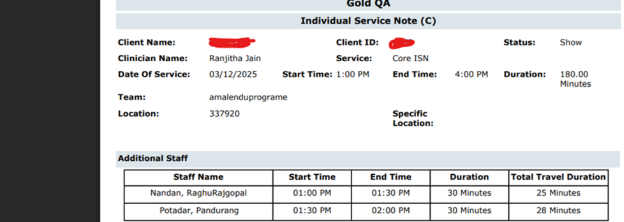 Gold QA
Individual Service Note (C)
Client Name: Client ID: Status: Show
Clinician Name: Ranjitha Jain Service: Core ISN
Date Of Service: 03/12/2025 Start Time: 1:00 PM End Time: 4:00 PM Duration: 180.00
Minutes
Team: amalenduprograme
Location: 337920 Specific
Location:
Additional Staff
Staff Name Start Time End Time Duration Total Travel Duration
Nandan, RaghuRajgopal 01:00 PM 01:30 PM 30 Minutes 25 Minutes
Potadar, Pandurang 01:30 PM 02:00 PM 30 Minutes 28 Minutes